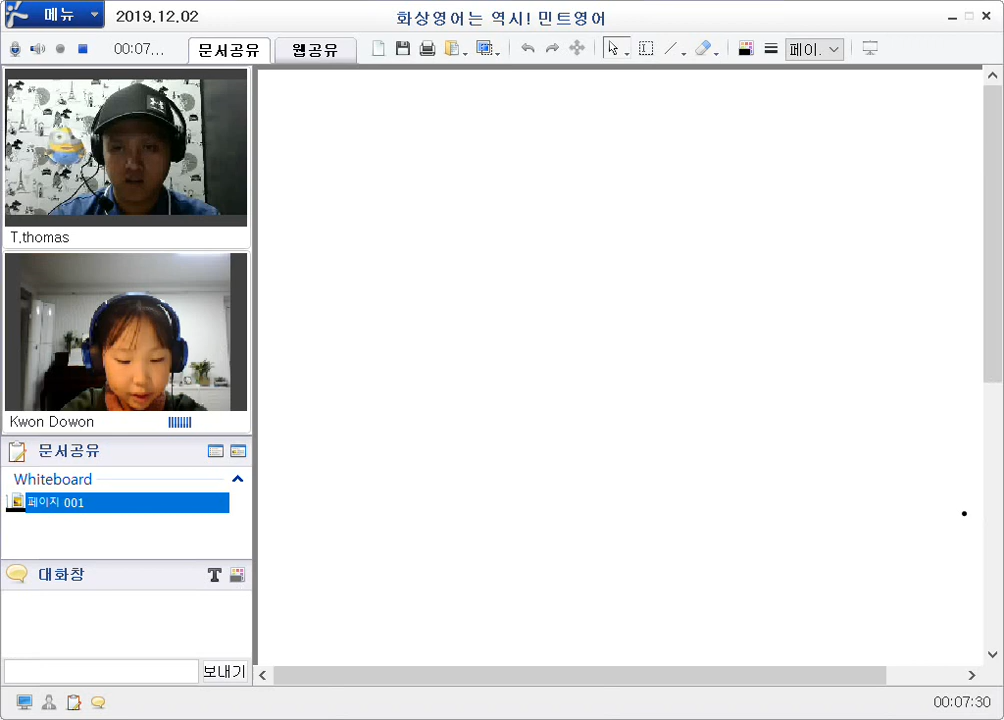 메뉴 2019.12.02 화상영어는 역시! 민트영어
00:07... 문서공유 웹공유 페이.
T.thomas
Kwon Dowon
문서공유
Whiteboard
페이지 001
대화창 T
보내기
00:07:30